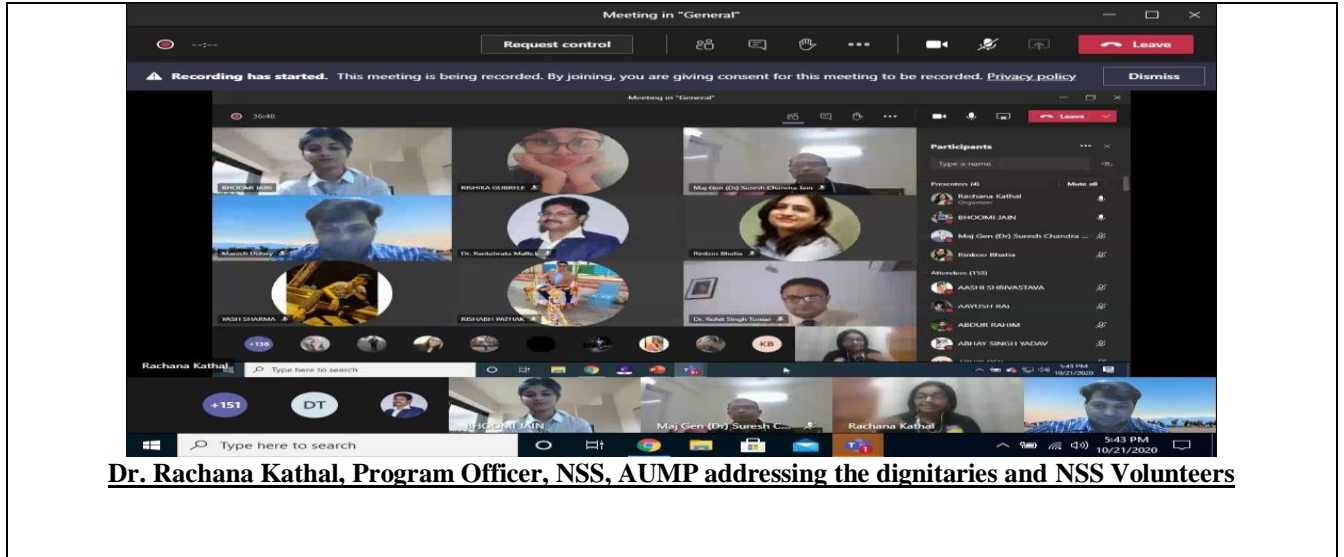 Meeting in "General"
--:--
Request control
Leave
Recording has started. This meeting is being recorded. By joining, you are giving consent for this meeting to be recorded. Privacy policy
Dismiss
Meeting in "General"
36:40
Leave
BHOOMI JAIN
RISHIKA GUBRELE
Maj Gen (Dr) Suresh Chandra Jain
Manish Dubey
Dr. Mallick
Rinkoo Bhatia
YASH SHARMA
RISHABH PATHAK
Dr. Rohit Singh Tomar
+138
KB
Participants
Type a name
Presenters (4)
Mute all
Rachana Kathal
Organizer
BHOOMI JAIN
Maj Gen (Dr) Suresh Chandra ...
Rinkoo Bhatia
Attendees (153)
AASHI SHRIVASTAVA
AAYUSH RAI
ABDUR RAHIM
ABHAY SINGH YADAV
Rachana Kathal
Type here to search
5:43 PM
10/21/2020
+151
DT
BHOOMI JAIN
Maj Gen (Dr) Suresh C...
Rachana Kathal
Type here to search
5:43 PM
10/21/2020
Dr. Rachana Kathal, Program Officer, NSS, AUMP addressing the dignitaries and NSS Volunteers